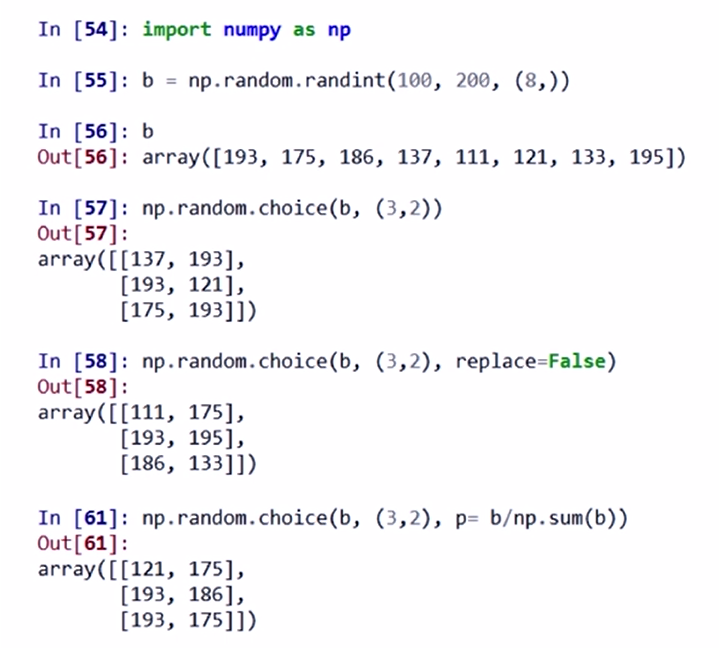 In [54]: import numpy as np
In [55]: b = np.random.randint(100, 200, (8,))
In [56]: b
Out[56]: array([193, 175, 186, 137, 111, 121, 133, 195])
In [57]: np.random.choice(b, (3,2))
Out[57]:
array([[137, 193],
       [193, 121],
       [175, 193]])
In [58]: np.random.choice(b, (3,2), replace=False)
Out[58]:
array([[111, 175],
       [193, 195],
       [186, 133]])
In [61]: np.random.choice(b, (3,2), p= b/np.sum(b))
Out[61]:
array([[121, 175],
       [193, 186],
       [193, 175]])